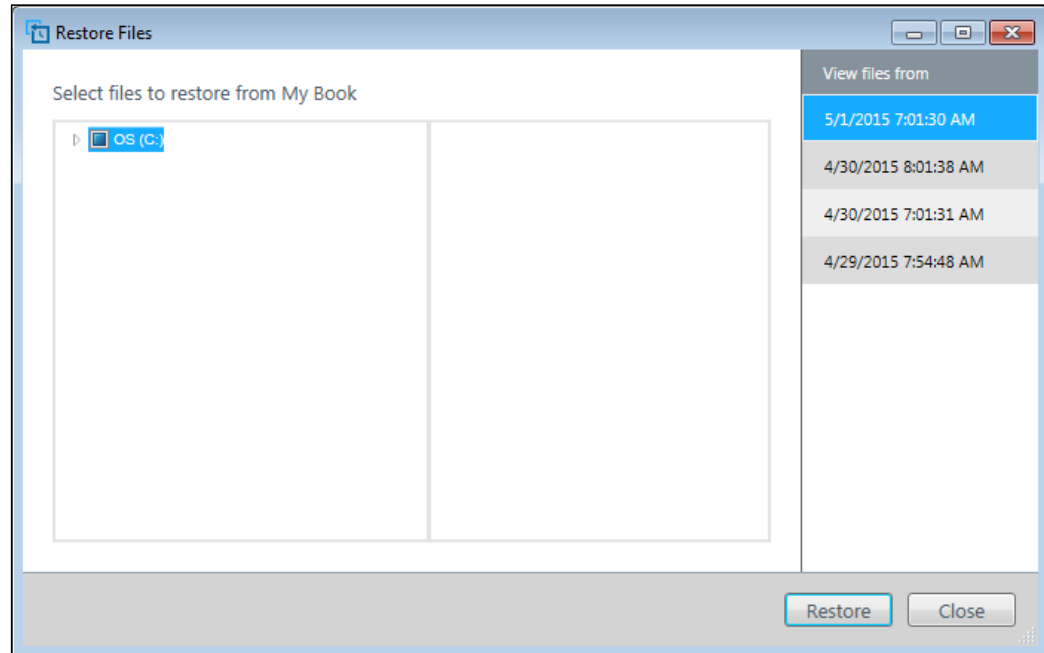 Restore Files
Select files to restore from My Book
OS (C:)
View files from
5/1/2015 7:01:30 AM
4/30/2015 8:01:38 AM
4/30/2015 7:01:31 AM
4/29/2015 7:54:48 AM
Restore
Close